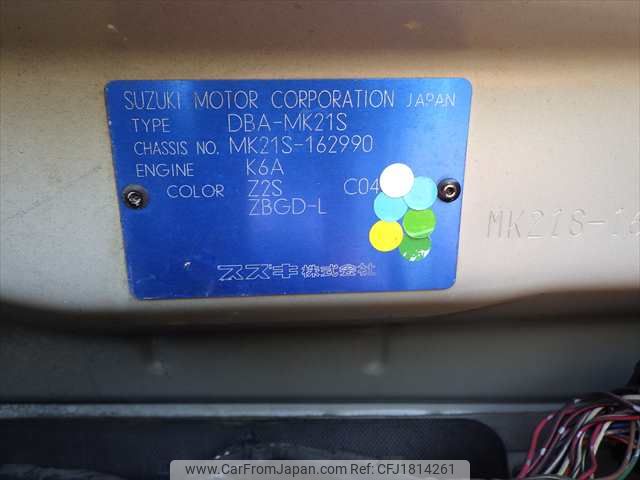 SUZUKI MOTOR CORPORATION JAPAN
TYPE DBA-MK21S
CHASSIS NO. MK21S-162990
ENGINE K6A
COLOR Z2S C04
ZBGD-L
スズキ株式会社
MK21S-16
www.CarFromJapan.com Ref:CFJ1814261